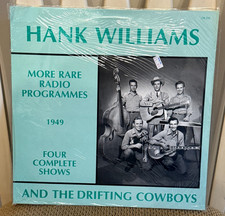 HANK WILLIAMS
MORE RARE
RADIO
PROGRAMMES
1949
FOUR
COMPLETE
SHOWS
AND THE DRIFTING COWBOYS